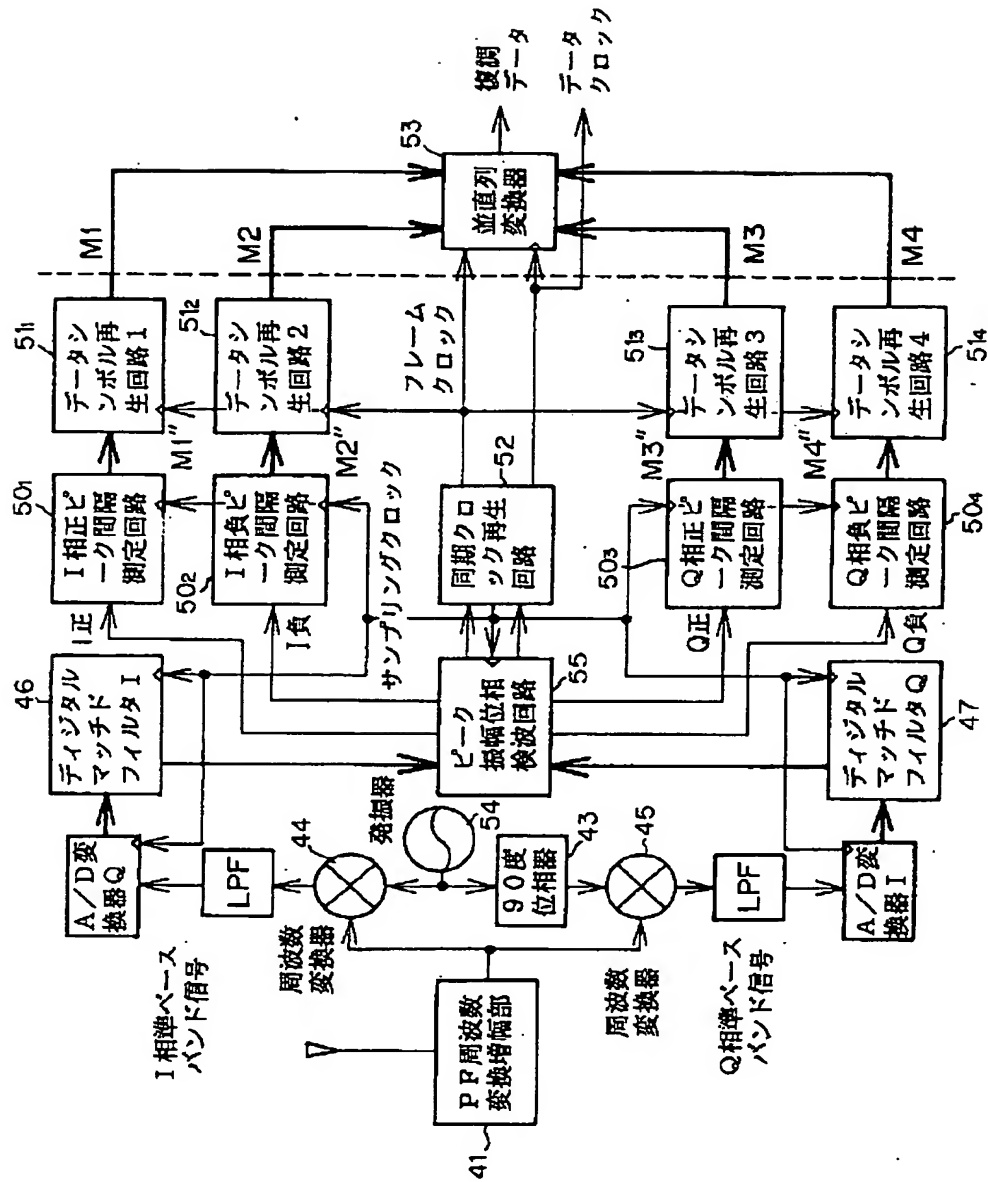 41
PF周波数
変換増幅部
I相準ベース
バンド信号
周波数
変換器
44
発振器
54
90度
位相器
43
45
周波数
変換器
Q相準ベース
バンド信号
LPF
LPF
A/D変
換器Q
A/D変
換器I
46
ディジタル
マッチド
フィルタI
ピーク
振幅位相
検波回路
55
ディジタル
マッチド
フィルタQ
47
I正
I負
サンプリングクロック
Q正
Q負
50₁
I相正ピ
ーク間隔
測定回路
50₂
I相負ピ
ーク間隔
測定回路
同期クロ
ック再生
回路
52
50₃
Q相正ピ
ーク間隔
測定回路
Q相負ピ
ーク間隔
測定回路
50₄
M1"
M2"
M3"
M4"
51₁
データシ
ンボル再
生回路1
51₂
データシ
ンボル再
生回路2
フレーム
クロック
51₃
データシ
ンボル再
生回路3
データシ
ンボル再
生回路4
51₄
M1
M2
M3
M4
53
並直列
変換器
復調
データ
データ
クロック